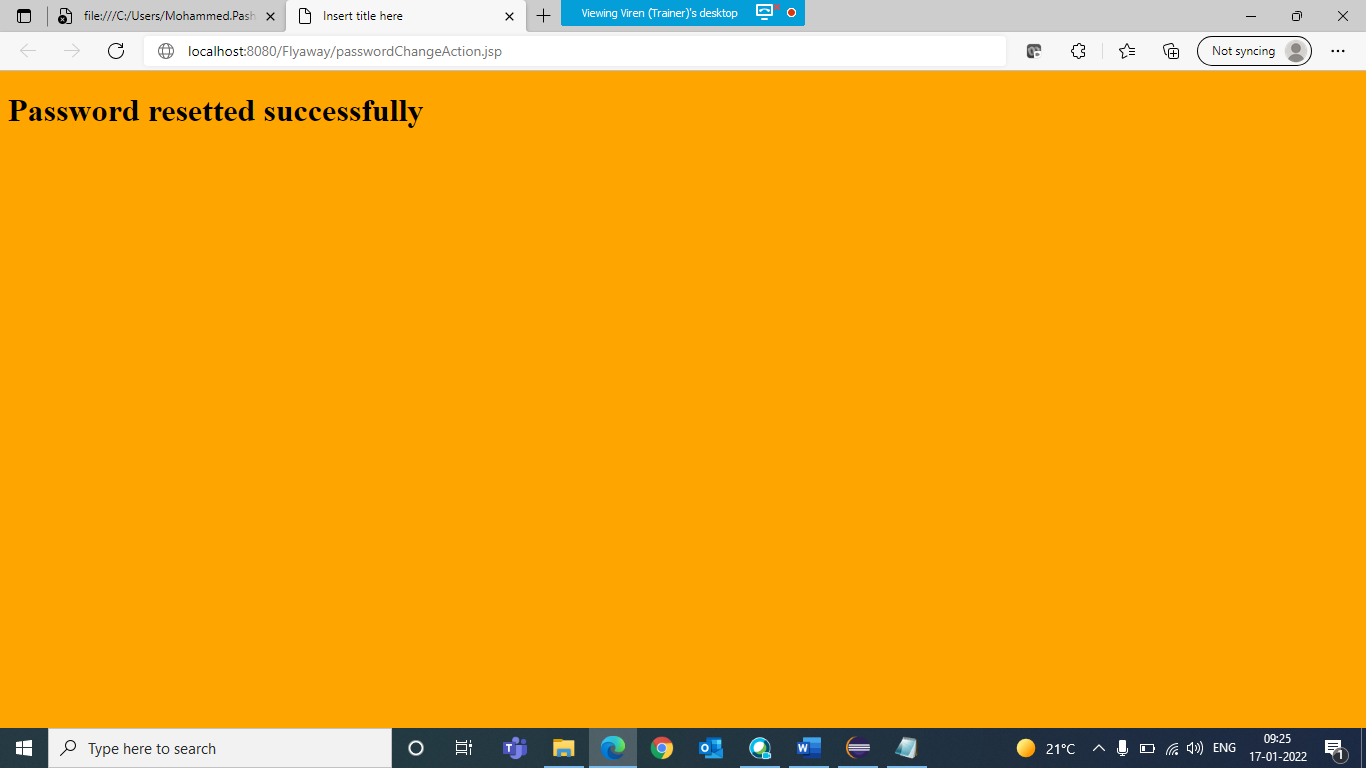 file:///C:/Users/Mohammed.Pash
Insert title here
Viewing Viren (Trainer)'s desktop
localhost:8080/Flyaway/passwordChangeAction.jsp
Not syncing
Password resetted successfully
Type here to search
21°C
ENG
09:25
17-01-2022
1